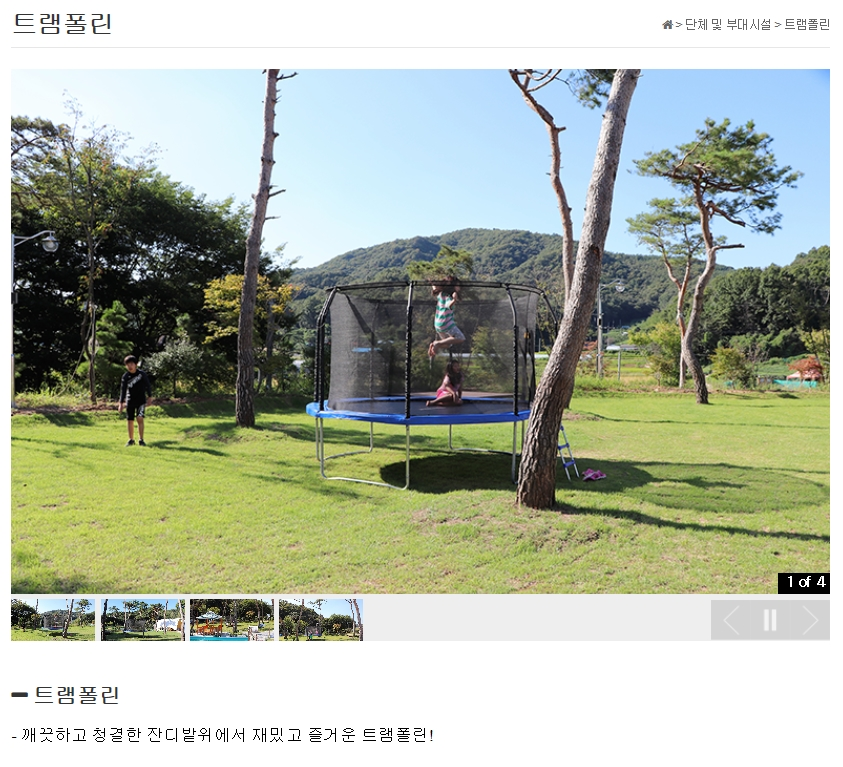 트램폴린
> 단체 및 부대시설 > 트램폴린
1 of 4
트램폴린
- 깨끗하고 청결한 잔디밭위에서 재밌고 즐거운 트램폴린!